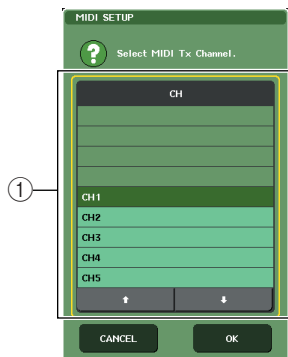 MIDI SETUP
?
Select MIDI Tx Channel.
CH
①
CH1
CH2
CH3
CH4
CH5
CANCEL
OK